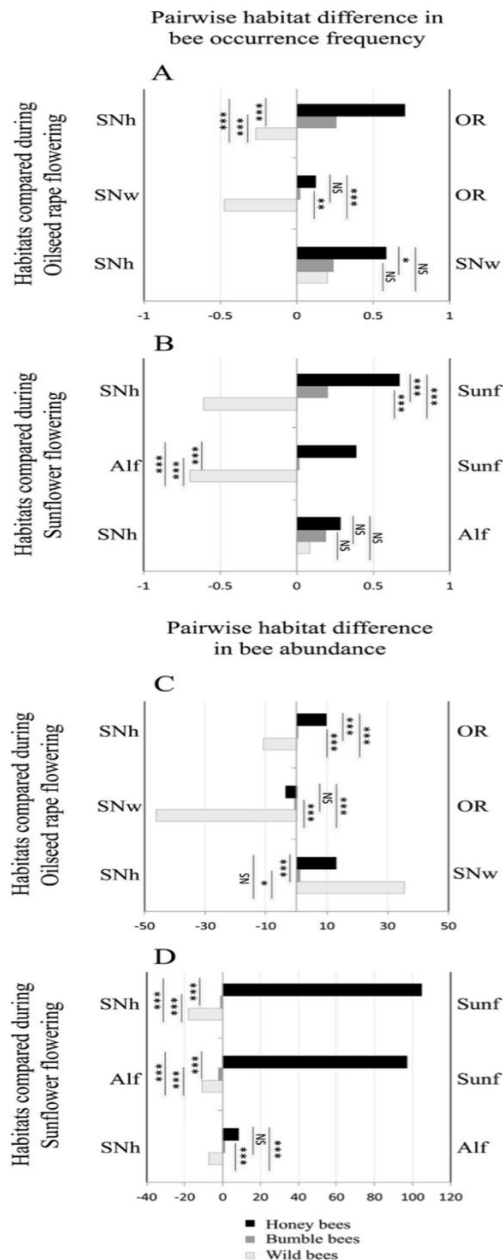 Pairwise habitat difference in
bee occurrence frequency
A
Habitats compared during
Oilseed rape flowering
SNh
***
***
***
OR
SNw
**
NS
***
OR
SNh
NS
*
NS
SNw
-1
-0.5
0
0.5
1
B
Habitats compared during
Sunflower flowering
SNh
***
***
***
Sunf
Alf
***
***
***
Sunf
SNh
NS
NS
NS
Alf
-1
-0.5
0
0.5
1
Pairwise habitat difference
in bee abundance
C
Habitats compared during
Oilseed rape flowering
SNh
***
***
***
OR
SNw
***
NS
***
OR
SNh
SN
*
***
SNw
-50
-30
-10
10
30
50
D
Habitats compared during
Sunflower flowering
SNh
***
***
***
Sunf
Alf
***
***
***
Sunf
SNh
***
NS
***
Alf
-40
-20
0
20
40
60
80
100
120
Honey bees
Bumble bees
Wild bees